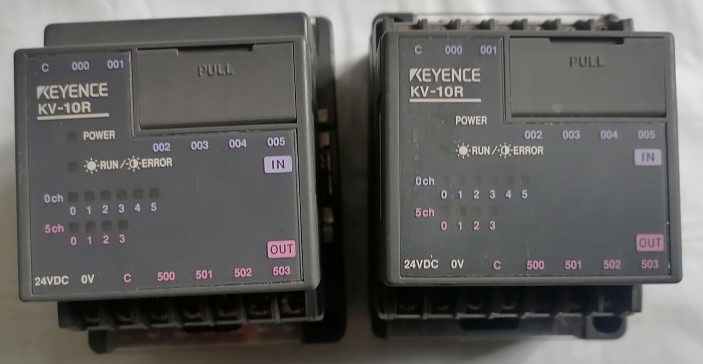 C 000 001
PULL
KEYENCE
KV-10R
POWER
002 003 004 005
RUN/ERROR
IN
0ch
0 1 2 3 4 5
5ch
0 1 2 3
OUT
24VDC 0V C 500 501 502 503
C 000 001
PULL
KEYENCE
KV-10R
POWER
002 003 004 005
RUN/ERROR
IN
0ch
0 1 2 3 4 5
5ch
0 1 2 3
OUT
24VDC 0V C 500 501 502 503